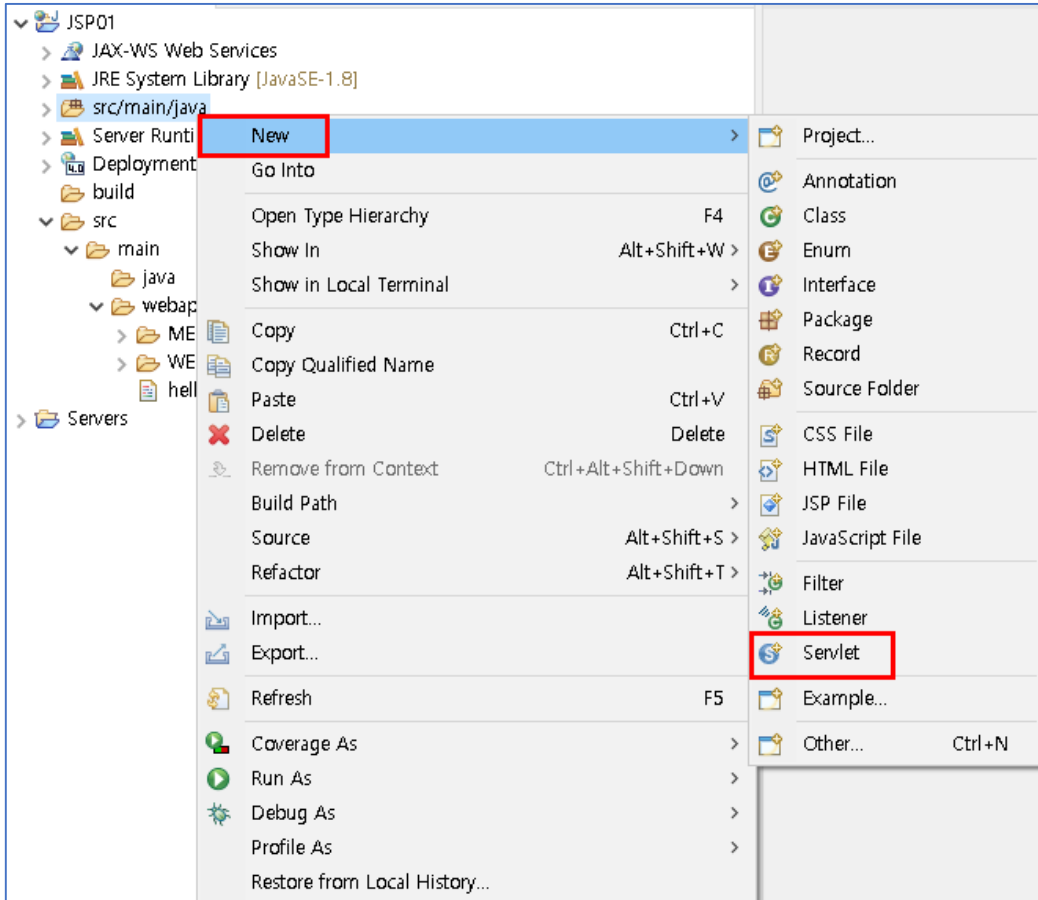 JSP01
JAX-WS Web Services
JRE System Library [JavaSE-1.8]
src/main/java
Server Runti
Deployment
build
src
main
java
webap
ME
WE
hell
Servers
New
Go Into
Open Type Hierarchy F4
Show In Alt+Shift+W
Show in Local Terminal
Copy Ctrl+C
Copy Qualified Name
Paste Ctrl+V
Delete Delete
Remove from Context Ctrl+Alt+Shift+Down
Build Path
Source Alt+Shift+S
Refactor Alt+Shift+T
Import...
Export...
Refresh F5
Coverage As
Run As
Debug As
Profile As
Restore from Local History...
Project...
Annotation
Class
Enum
Interface
Package
Record
Source Folder
CSS File
HTML File
JSP File
JavaScript File
Filter
Listener
Servlet
Example...
Other... Ctrl+N